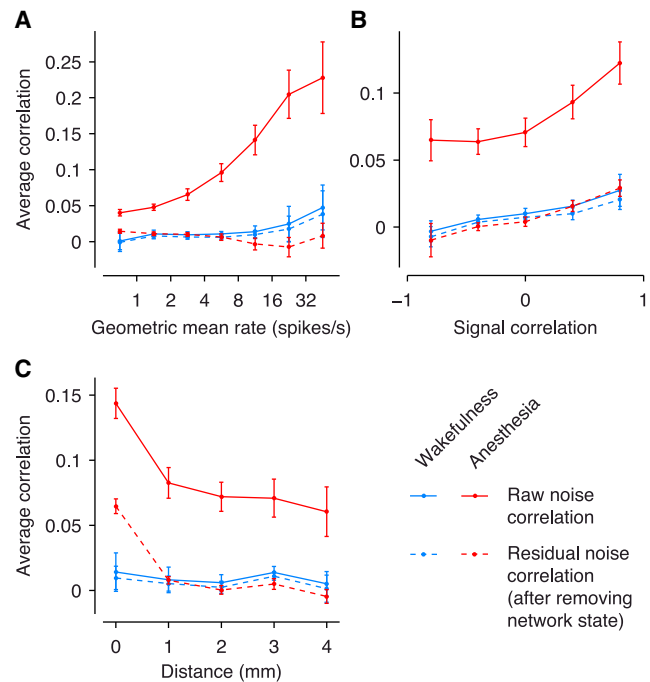 A
Average correlation
0.25
0.2
0.15
0.1
0.05
0
1 2 4 8 16 32
Geometric mean rate (spikes/s)
B
0.1
0.05
0
−1 0 1
Signal correlation
C
Average correlation
0.15
0.1
0.05
0
0 1 2 3 4
Distance (mm)
Wakefulness
Anesthesia
Raw noise
correlation
Residual noise
correlation
(after removing
network state)